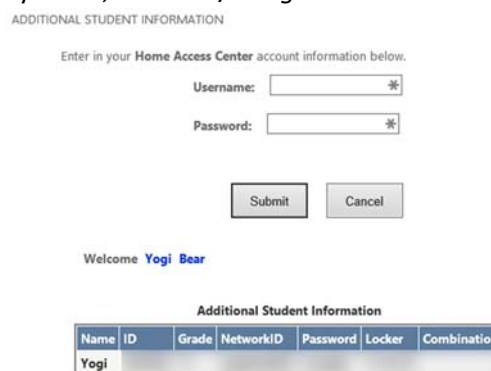 ADDITIONAL STUDENT INFORMATION
Enter in your Home Access Center account information below.
Username: *
Password: *
Submit Cancel
Welcome Yogi Bear
Additional Student Information
Name ID Grade NetworkID Password Locker Combinatio
Yogi